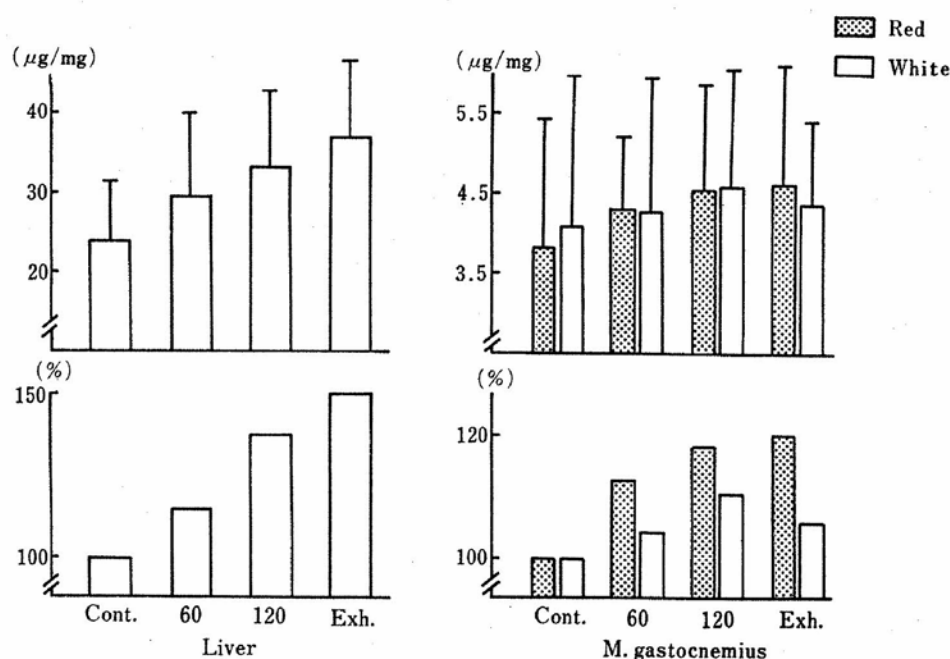 (μg/mg)
40
30
20
(%)
150
100
Cont. 60 120 Exh.
Liver
Red
White
(μg/mg)
5.5
4.5
3.5
(%)
120
100
Cont. 60 120 Exh.
M. gastocnemius